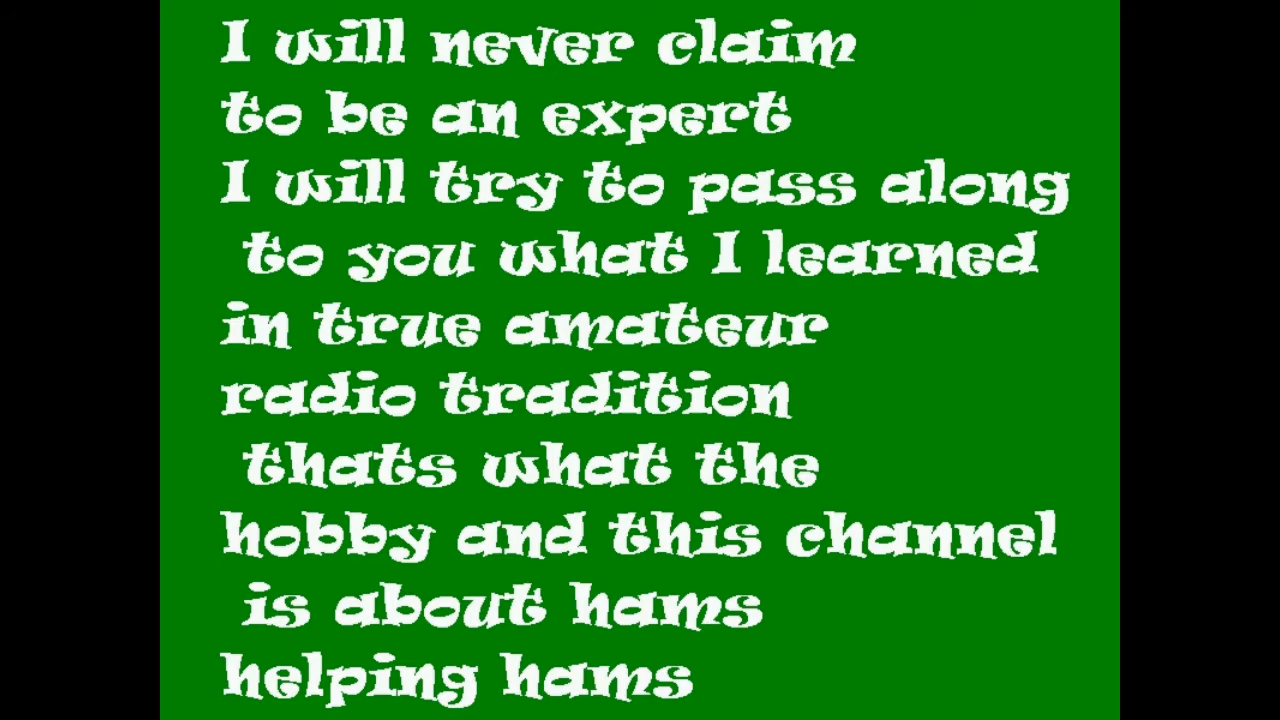 I will never claim
to be an expert
I will try to pass along
to you what I learned
in true amateur
radio tradition
thats what the
hobby and this channel
is about hams
helping hams